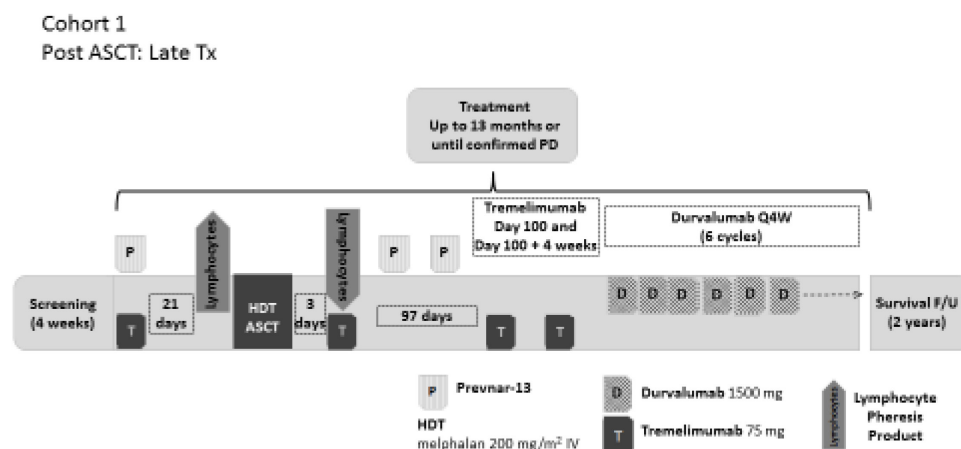 Cohort 1
Post ASCT: Late Tx
Treatment
Up to 13 months or
until confirmed PD
Lymphocytes
Lymphocytes
Tremelimumab
Day 100 and
Day 100 + 4 weeks
Durvalumab Q4W
(6 cycles)
P
P
P
Screening
(4 weeks)
T
21
days
HDT
ASCT
3
days
T
97 days
T
T
D
D
D
D
D
D
Survival F/U
(2 years)
P
Prevnar-13
HDT
melphalan 200 mg/m² IV
D
Durvalumab 1500 mg
T
Tremelimumab 75 mg
Lymphocytes
Lymphocyte
Pheresis
Product